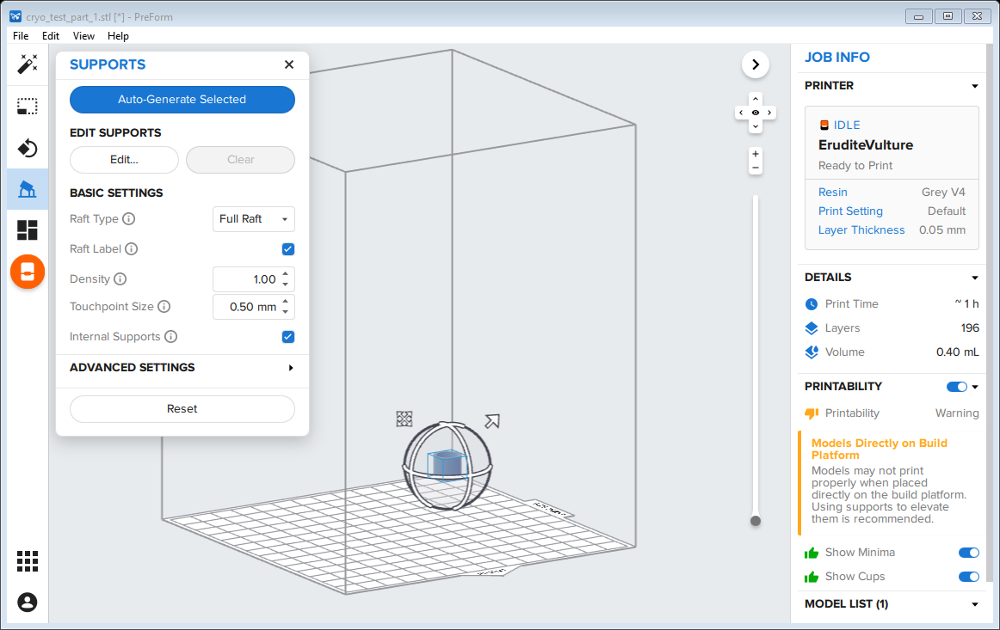 cryo_test_part_1.stl [*] - PreForm
File Edit View Help
SUPPORTS
Auto-Generate Selected
EDIT SUPPORTS
Edit... Clear
BASIC SETTINGS
Raft Type Full Raft
Raft Label
Density 1.00
Touchpoint Size 0.50 mm
Internal Supports
ADVANCED SETTINGS
Reset
JOB INFO
PRINTER
IDLE
EruditeVulture
Ready to Print
Resin Grey V4
Print Setting Default
Layer Thickness 0.05 mm
DETAILS
Print Time ~ 1 h
Layers 196
Volume 0.40 mL
PRINTABILITY
Printability Warning
Models Directly on Build
Platform
Models may not print
properly when placed
directly on the build platform.
Using supports to elevate
them is recommended.
Show Minima
Show Cups
MODEL LIST (1)